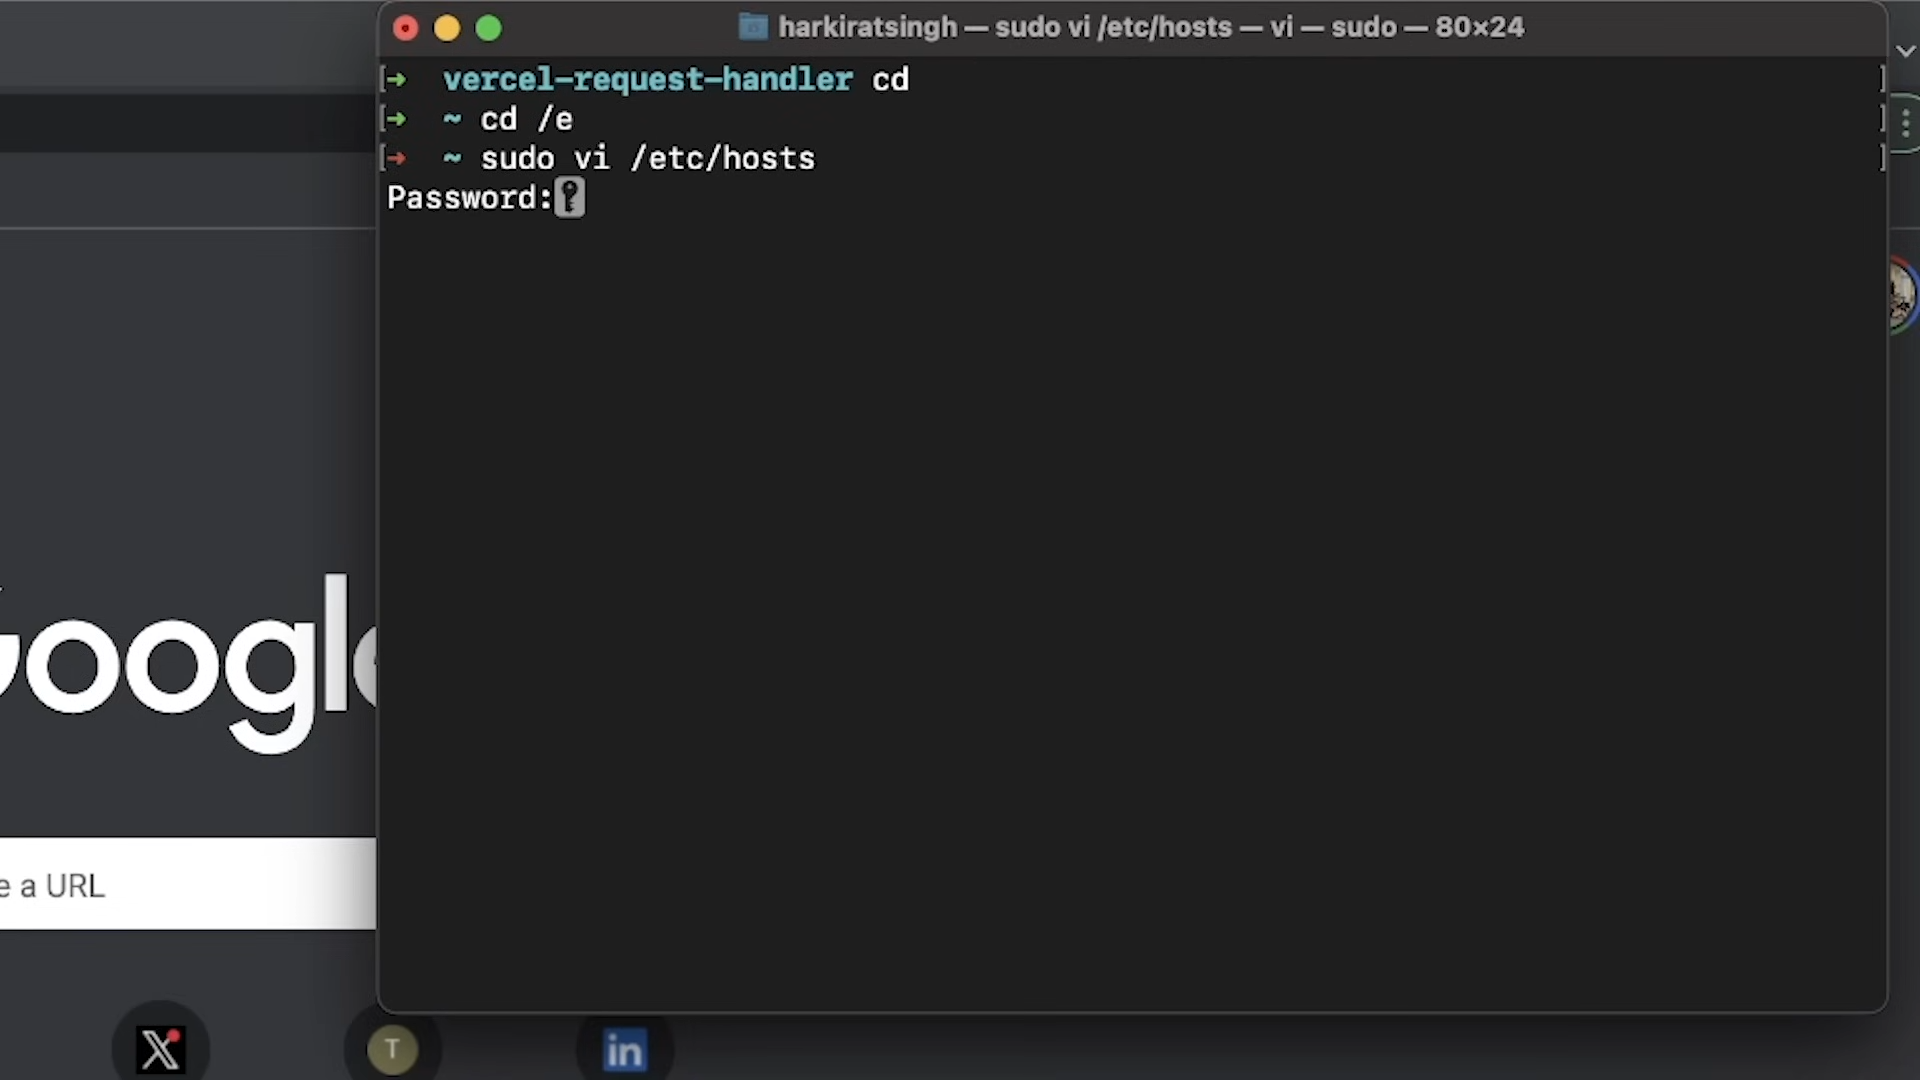 harkiratsingh — sudo vi /etc/hosts — vi — sudo — 80×24
[➜  vercel-request-handler cd ]
[➜  ~ cd /e ]
[➜  ~ sudo vi /etc/hosts ]
Password:
Google
e a URL
T
in